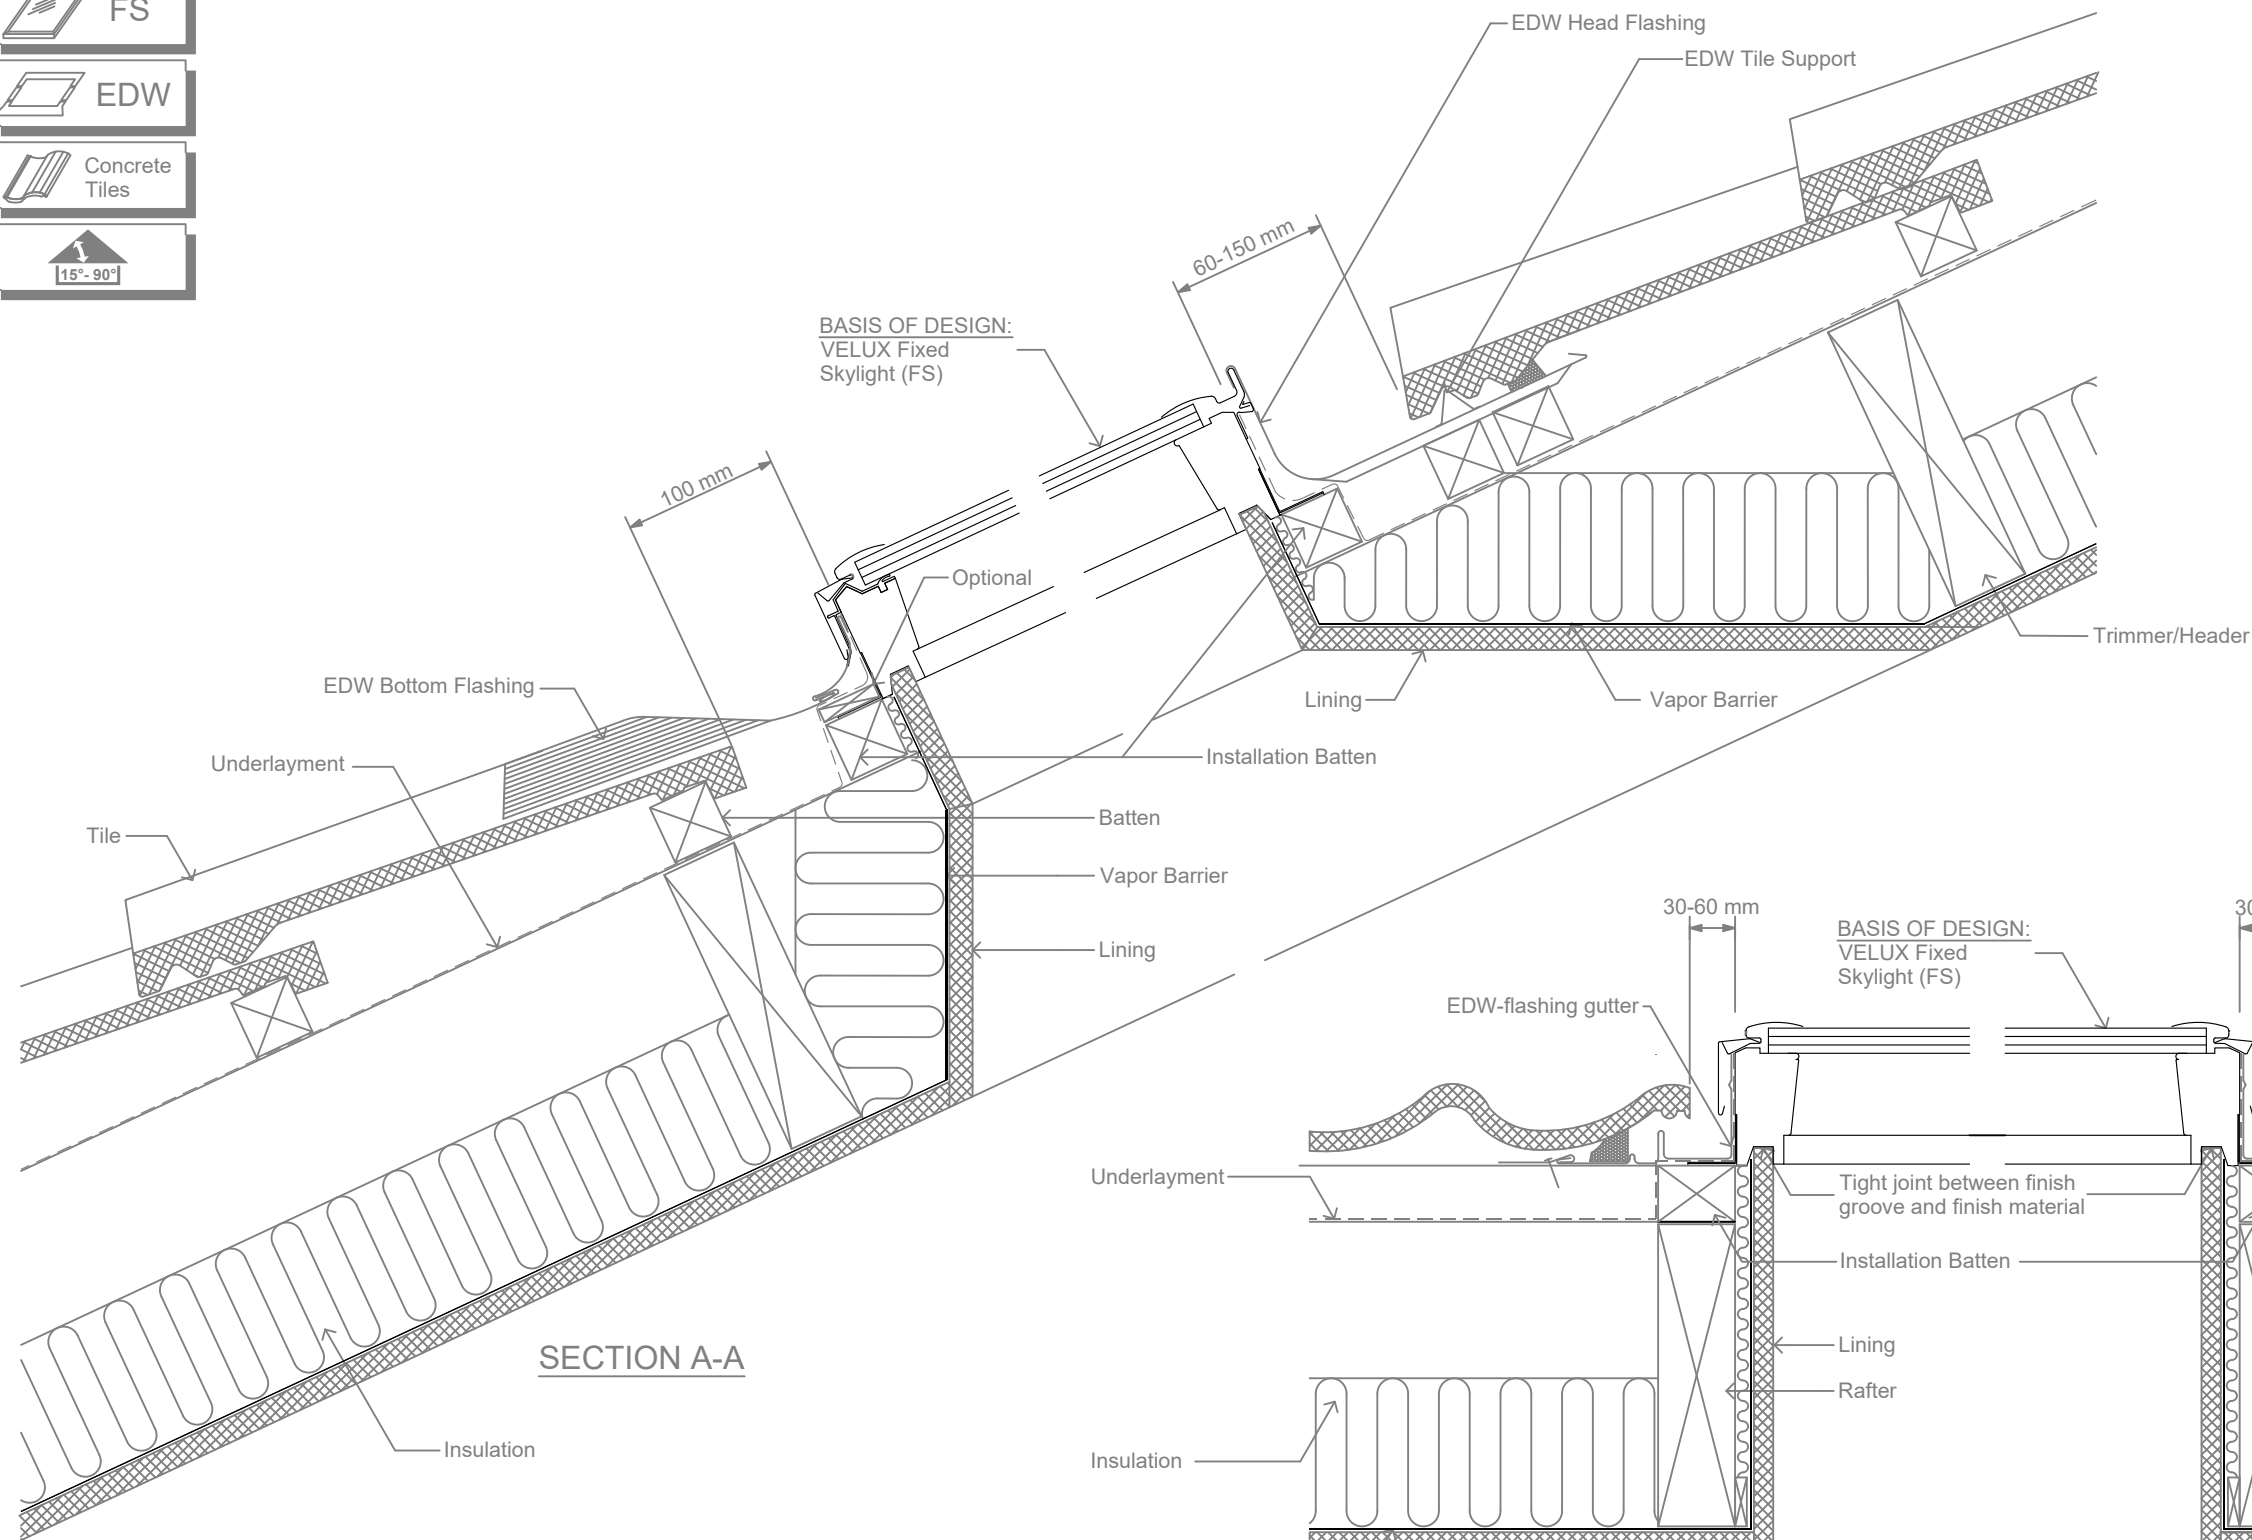 FS
EDW
Concrete
Tiles
15°- 90°
EDW Head Flashing
EDW Tile Support
60-150 mm
BASIS OF DESIGN:
VELUX Fixed
Skylight (FS)
100 mm
Optional
EDW Bottom Flashing
Underlayment
Tile
Trimmer/Header
Lining
Vapor Barrier
Installation Batten
Batten
Vapor Barrier
Lining
SECTION A-A
Insulation
30-60 mm
30
BASIS OF DESIGN:
VELUX Fixed
Skylight (FS)
EDW-flashing gutter
Underlayment
Tight joint between finish
groove and finish material
Installation Batten
Lining
Rafter
Insulation